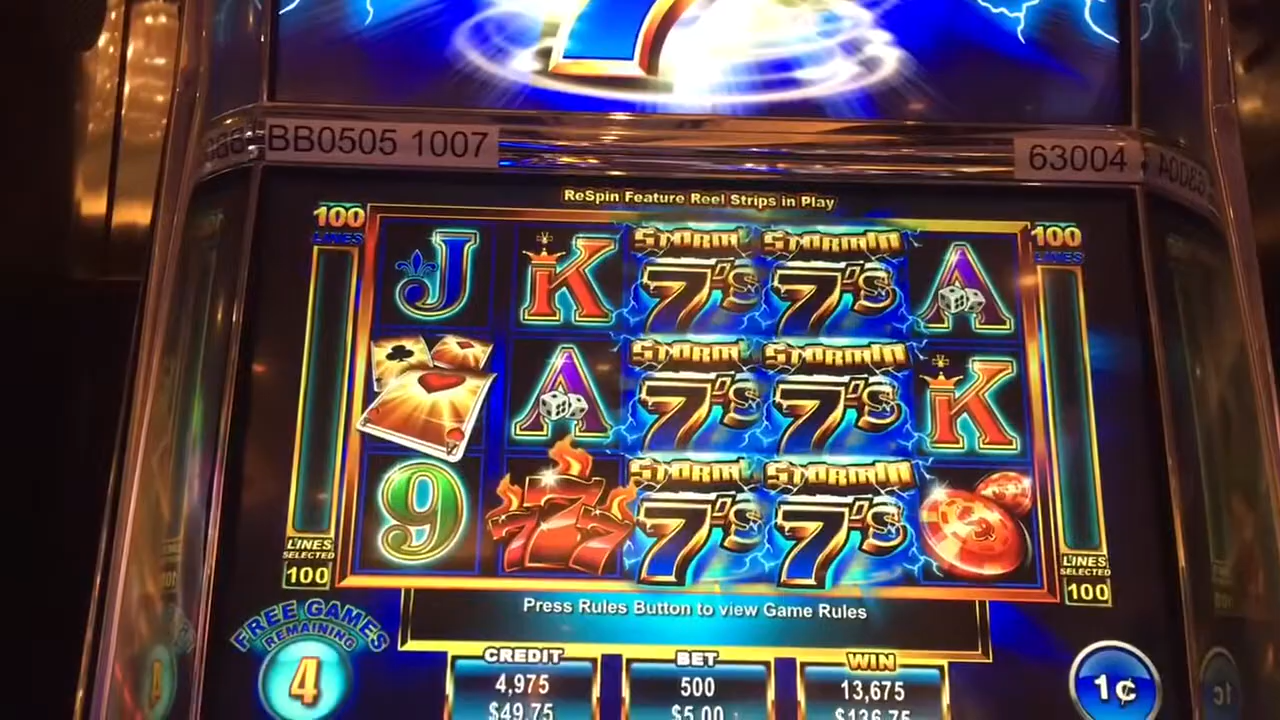 7
BB0505 1007
63004
ReSpin Feature Reel Strips in Play
100
LINES
100
LINES
J K STORMIN 7'S STORMIN 7'S A
A STORMIN 7'S STORMIN 7'S K
9 777 STORMIN 7'S STORMIN 7'S
LINES
SELECTED
100
LINES
SELECTED
100
Press Rules Button to view Game Rules
FREE GAMES
REMAINING
4
CREDIT
4,975
$49.75
BET
500
$5.00
WIN
13,675
$136.75
1¢